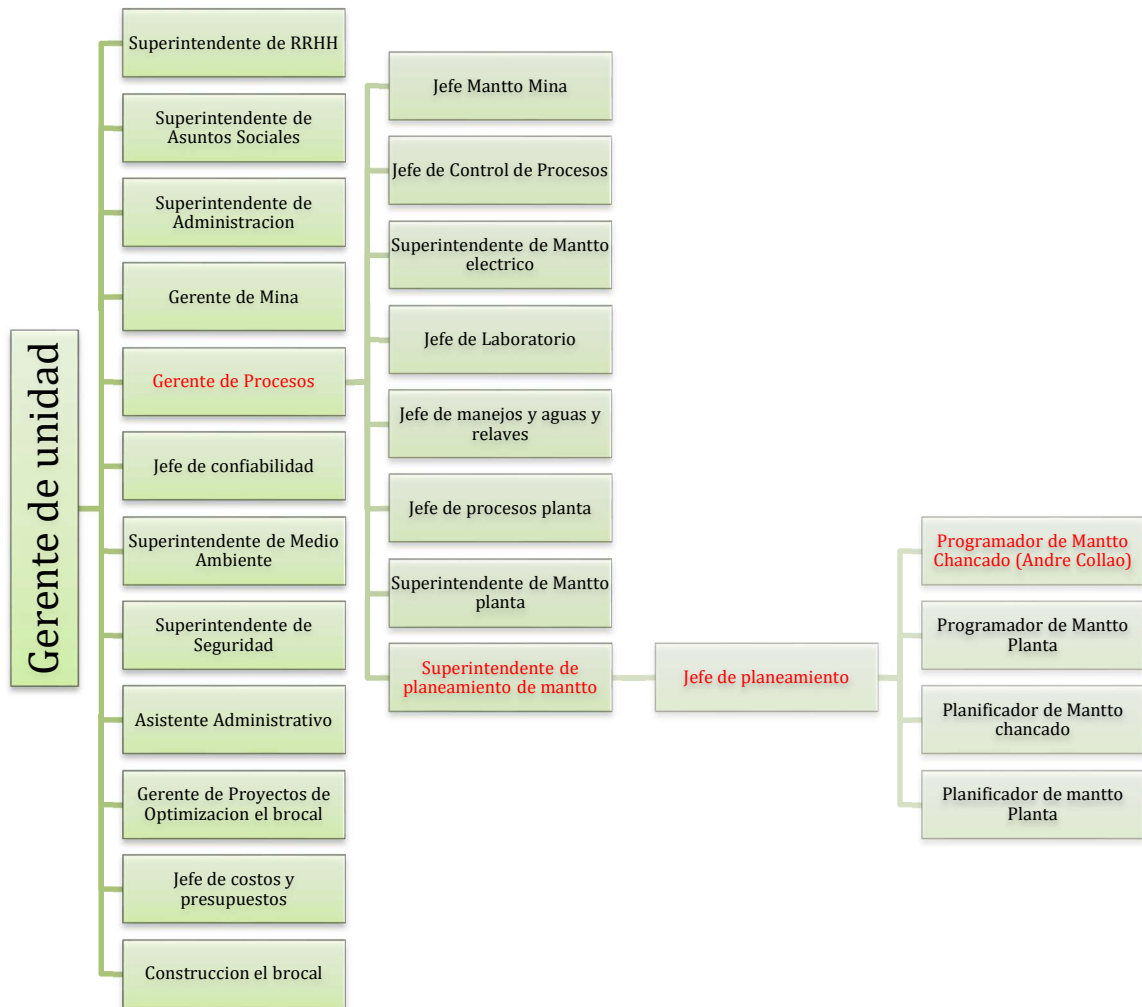 Gerente de unidad
Superintendente de RRHH
Superintendente de
Asuntos Sociales
Superintendente de
Administracion
Gerente de Mina
Gerente de Procesos
Jefe de confiabilidad
Superintendente de Medio
Ambiente
Superintendente de
Seguridad
Asistente Administrativo
Gerente de Proyectos de
Optimizacion el brocal
Jefe de costos y
presupuestos
Construccion el brocal
Jefe Mantto Mina
Jefe de Control de Procesos
Superintendente de Mantto
electrico
Jefe de Laboratorio
Jefe de manejos y aguas y
relaves
Jefe de procesos planta
Superintendente de Mantto
planta
Superintendente de
planeamiento de mantto
Jefe de planeamiento
Programador de Mantto
Chancado (Andre Collao)
Programador de Mantto
Planta
Planificador de Mantto
chancado
Planificador de mantto
Planta